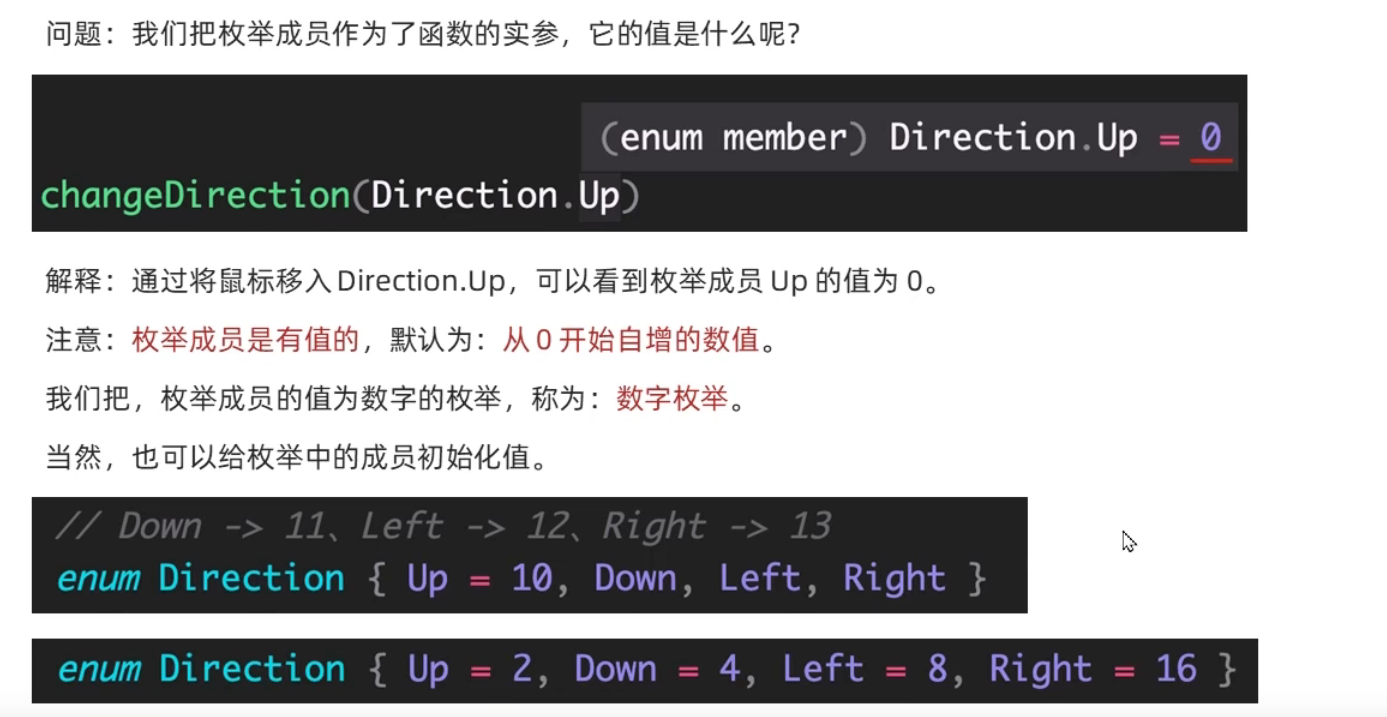 问题：我们把枚举成员作为了函数的实参，它的值是什么呢？
(enum member) Direction.Up = 0
changeDirection(Direction.Up)
解释：通过将鼠标移入 Direction.Up，可以看到枚举成员 Up 的值为 0。
注意：枚举成员是有值的，默认为：从 0 开始自增的数值。
我们把，枚举成员的值为数字的枚举，称为：数字枚举。
当然，也可以给枚举中的成员初始化值。
// Down -> 11、Left -> 12、Right -> 13
enum Direction { Up = 10, Down, Left, Right }
enum Direction { Up = 2, Down = 4, Left = 8, Right = 16 }